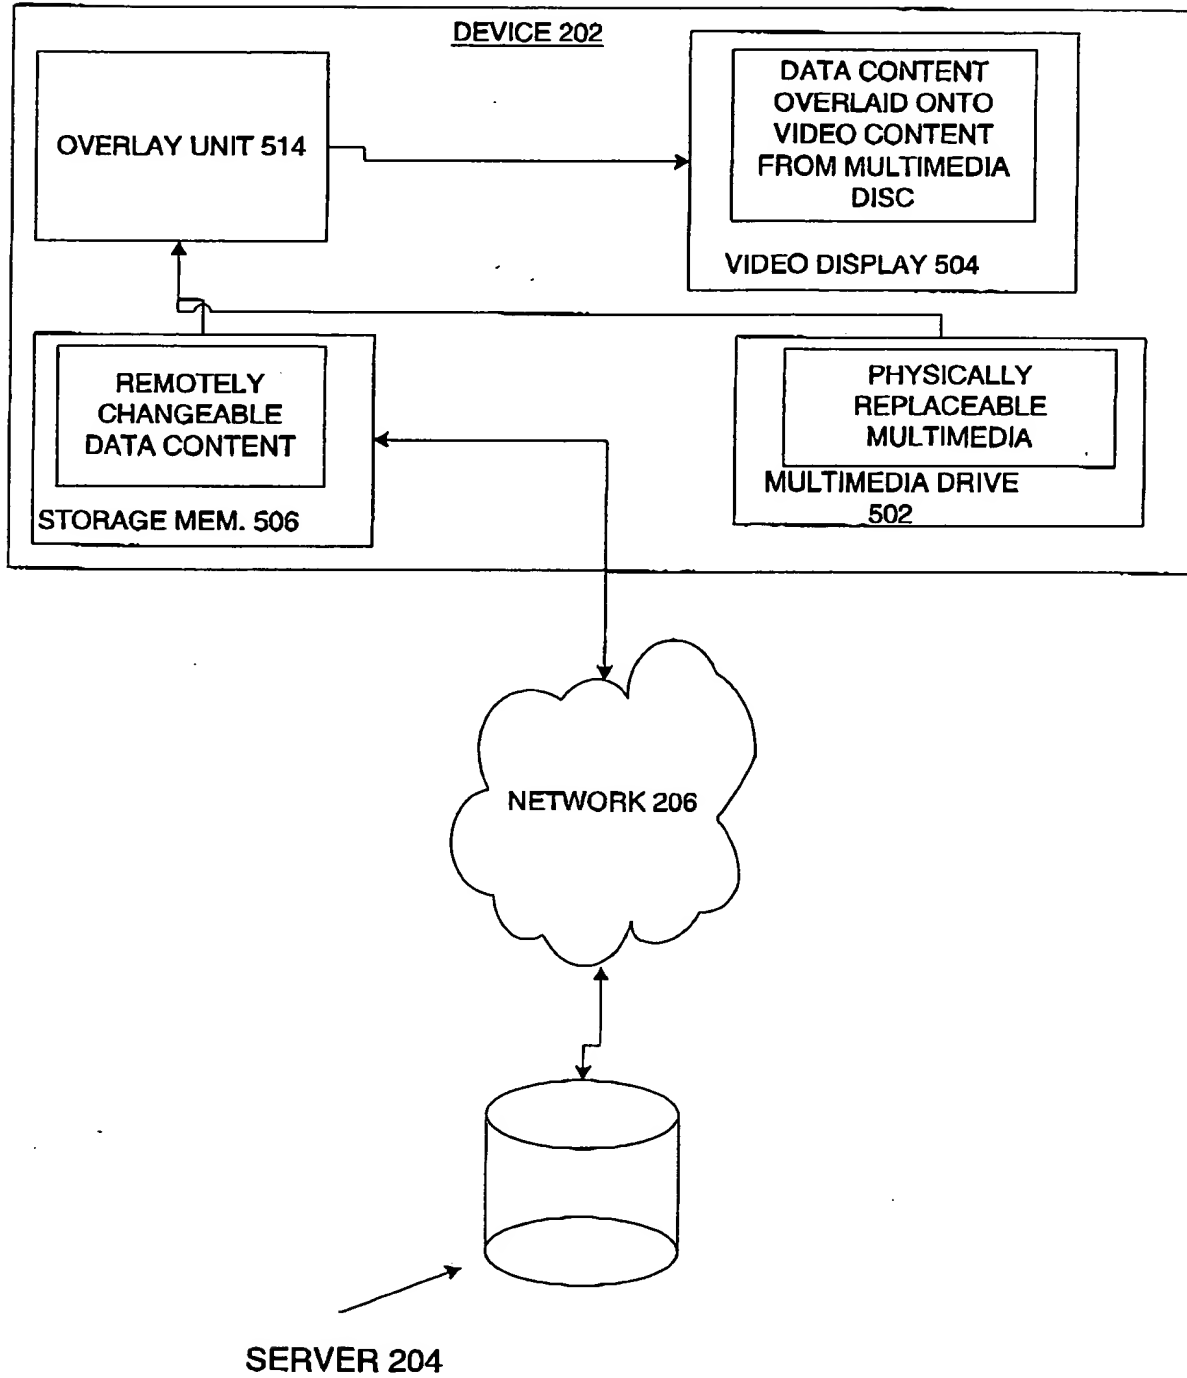 DEVICE 202
OVERLAY UNIT 514
DATA CONTENT
OVERLAID ONTO
VIDEO CONTENT
FROM MULTIMEDIA
DISC
VIDEO DISPLAY 504
REMOTELY
CHANGEABLE
DATA CONTENT
STORAGE MEM. 506
PHYSICALLY
REPLACEABLE
MULTIMEDIA
MULTIMEDIA DRIVE
502
NETWORK 206
SERVER 204